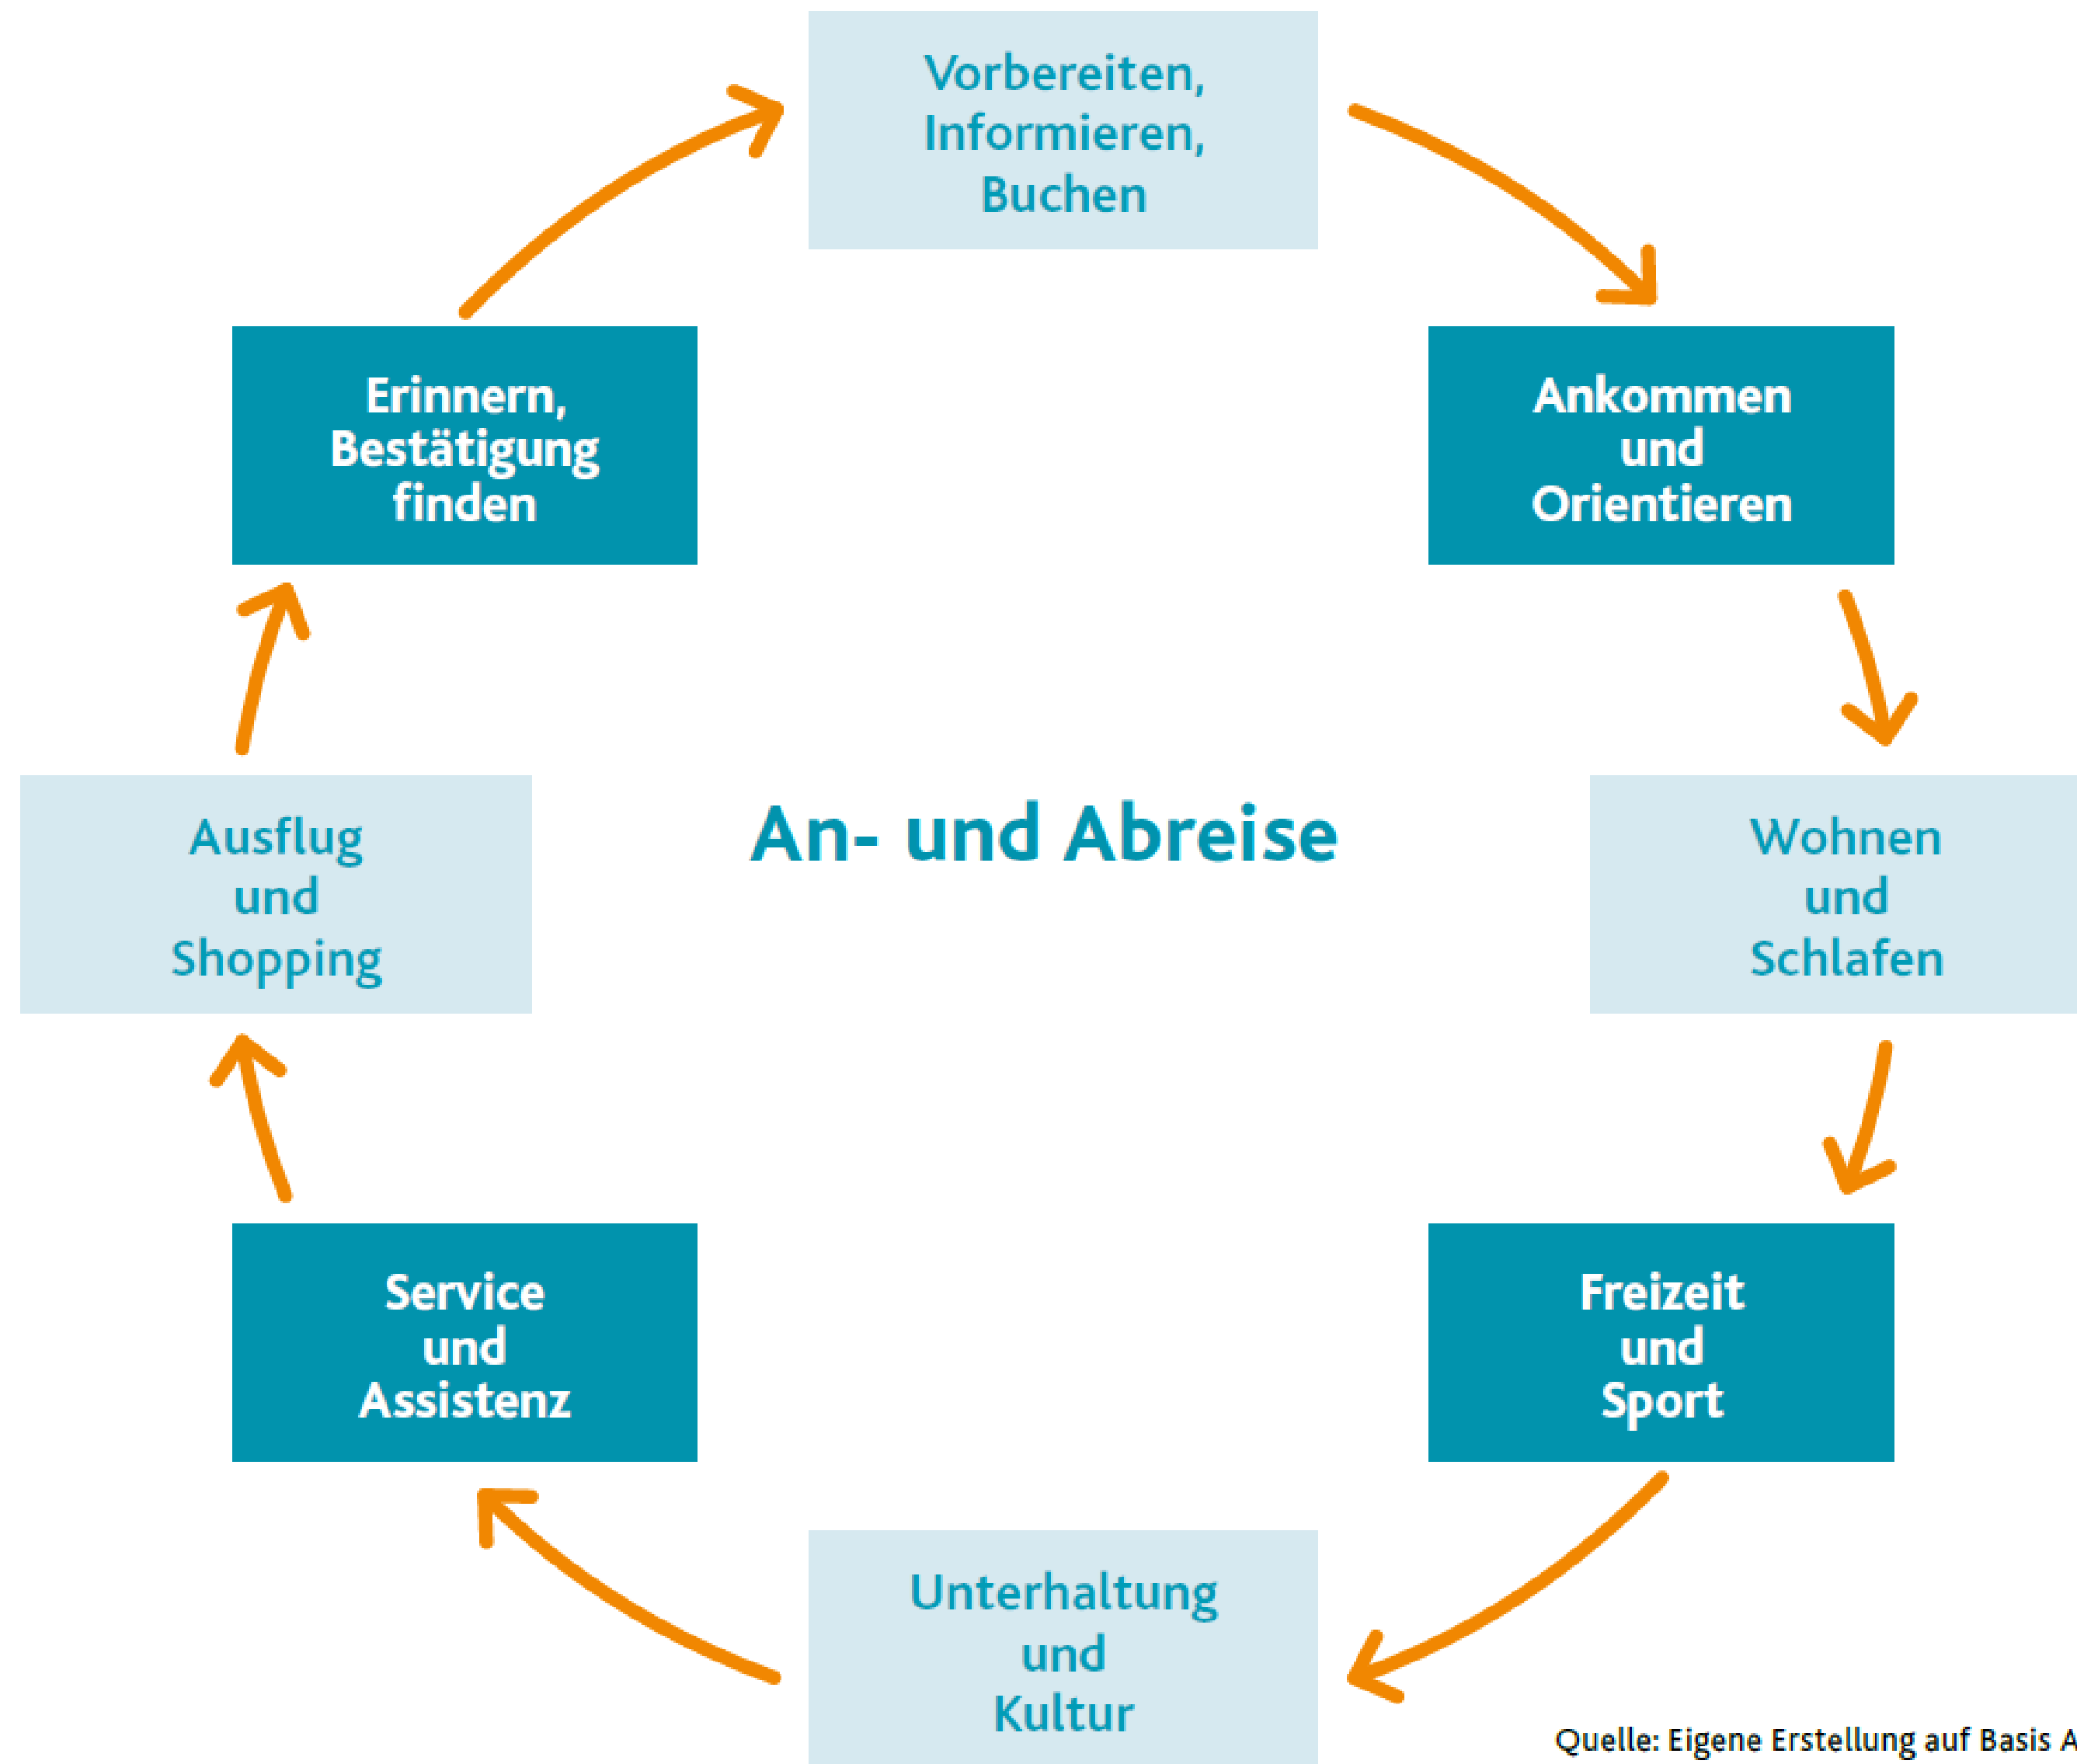 Vorbereiten,
Informieren,
Buchen
Ankommen
und
Orientieren
Wohnen
und
Schlafen
Freizeit
und
Sport
Unterhaltung
und
Kultur
Service
und
Assistenz
Ausflug
und
Shopping
Erinnern,
Bestätigung
finden
An- und Abreise
Quelle: Eigene Erstellung auf Basis A